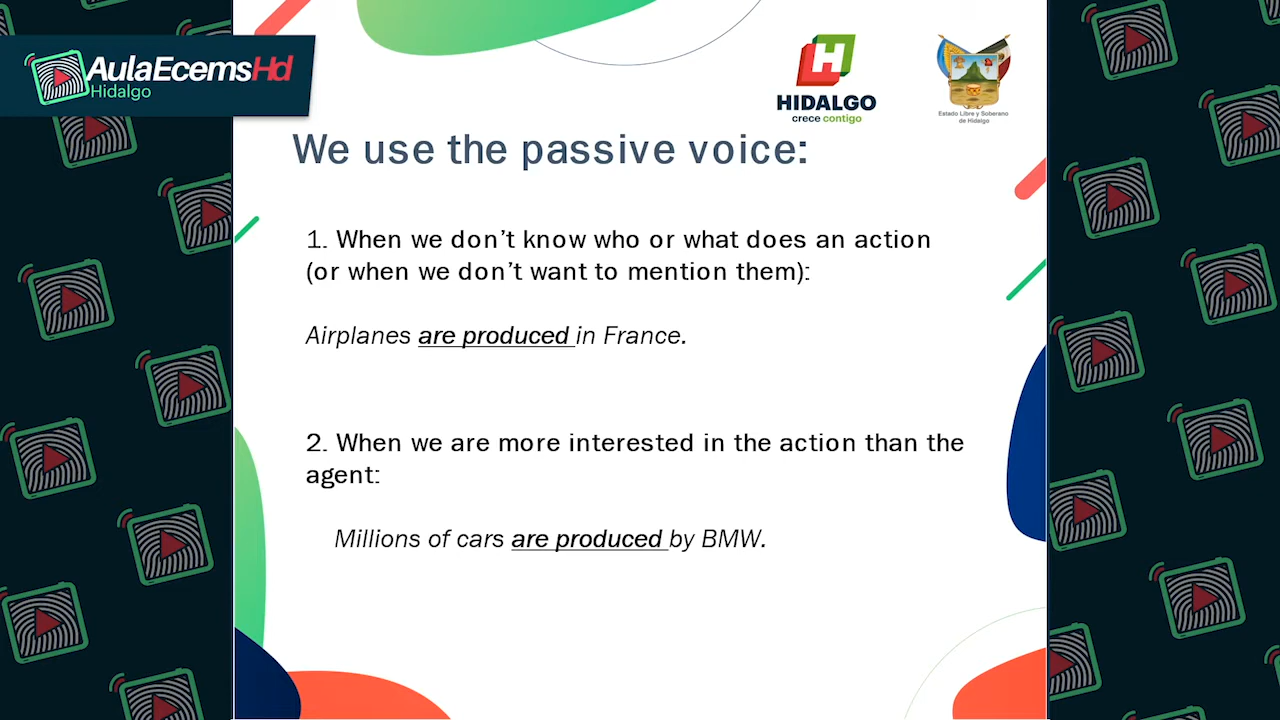 AulaEcemsHd
Hidalgo
H
HIDALGO
crece contigo
Estado Libre y Soberano
de Hidalgo
We use the passive voice:
1. When we don’t know who or what does an action
(or when we don’t want to mention them):
Airplanes are produced in France.
2. When we are more interested in the action than the
agent:
Millions of cars are produced by BMW.